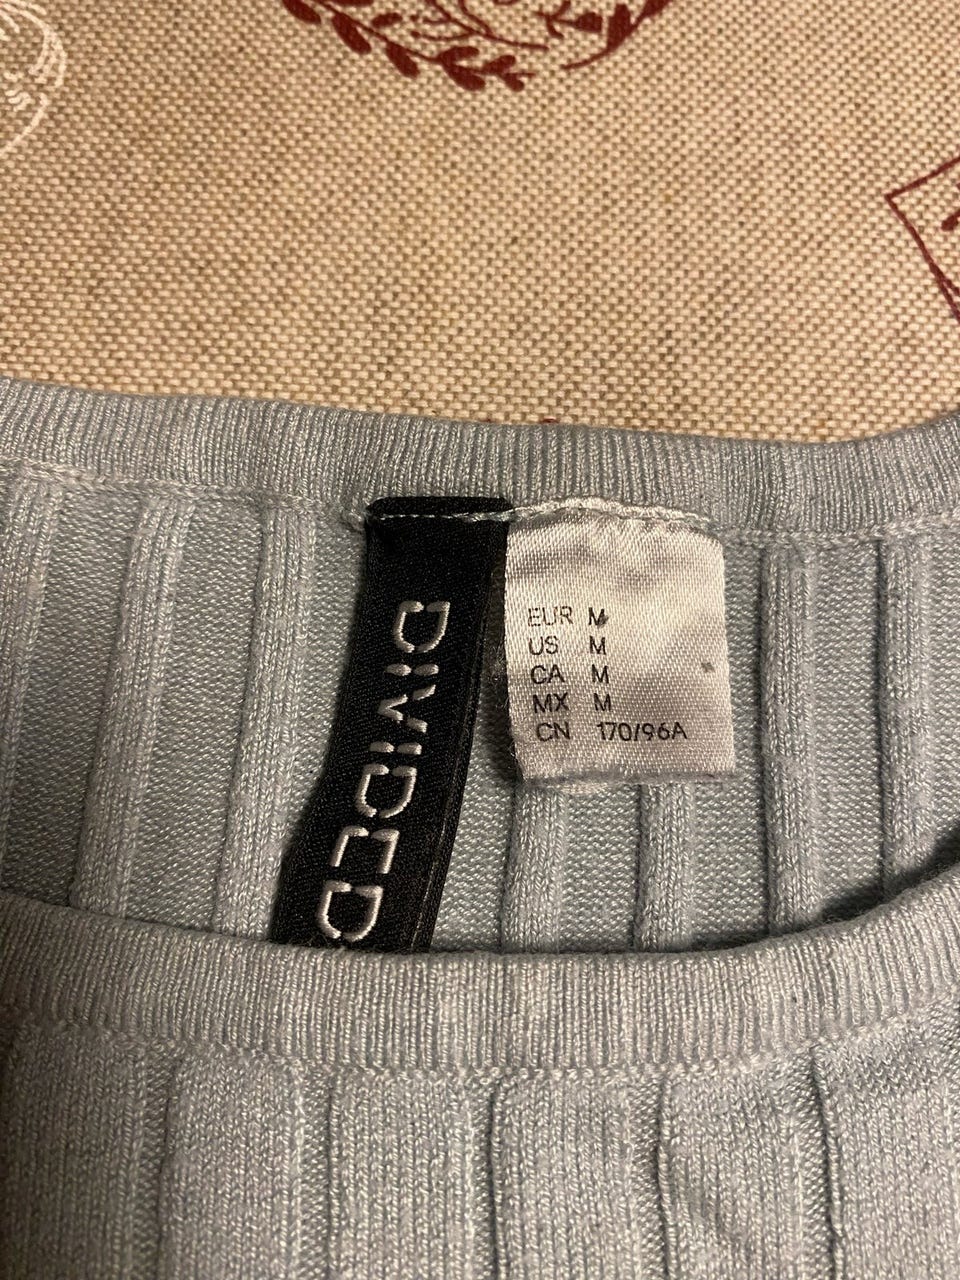 DIVIDED
EUR M
US M
CA M
MX M
CN 170/96A